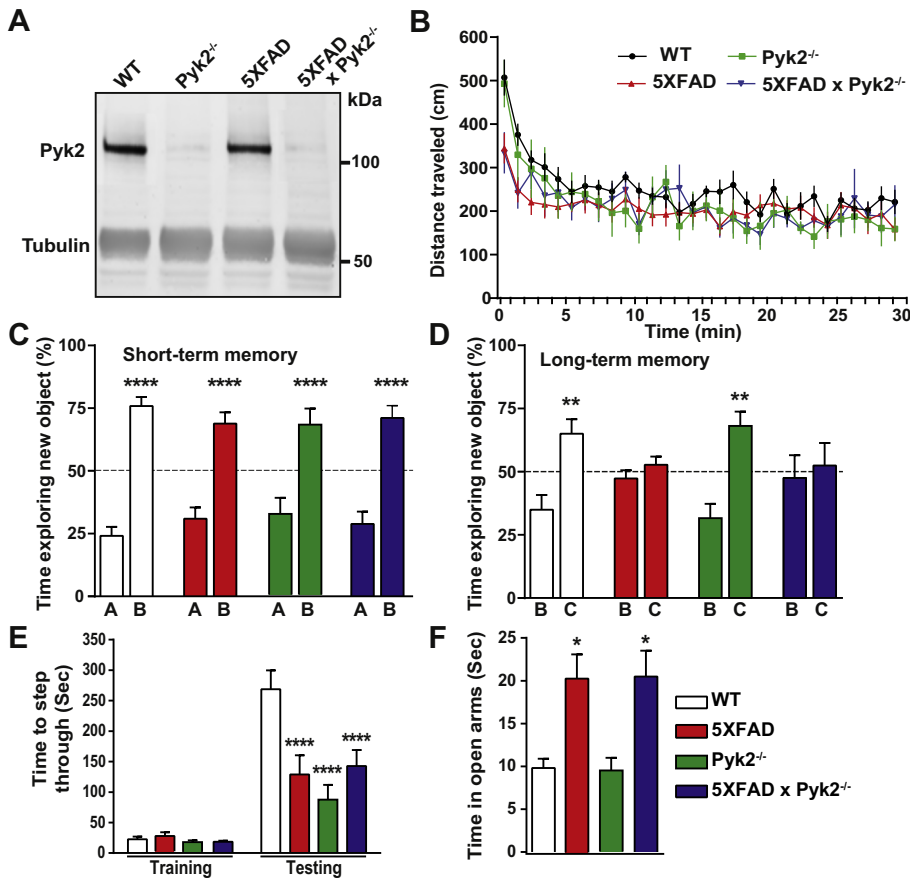 A
WT
Pyk2-/-
5XFAD
5XFAD
x Pyk2-/-
kDa
Pyk2
100
Tubulin
50
B
WT
Pyk2-/-
5XFAD
5XFAD x Pyk2-/-
Distance traveled (cm)
600
500
400
300
200
100
0
0
5
10
15
20
25
30
Time (min)
C
Short-term memory
Time exploring new object (%)
100
75
50
25
0
****
****
****
****
A B A B A B A B
D
Long-term memory
Time exploring new object (%)
100
75
50
25
0
**
**
B C B C B C B C
E
Time to step
through (Sec)
350
300
250
200
150
100
50
00
****
****
****
Training
Testing
F
Time in open arms (Sec)
25
20
15
10
5
0
*
*
WT
5XFAD
Pyk2-/-
5XFAD x Pyk2-/-